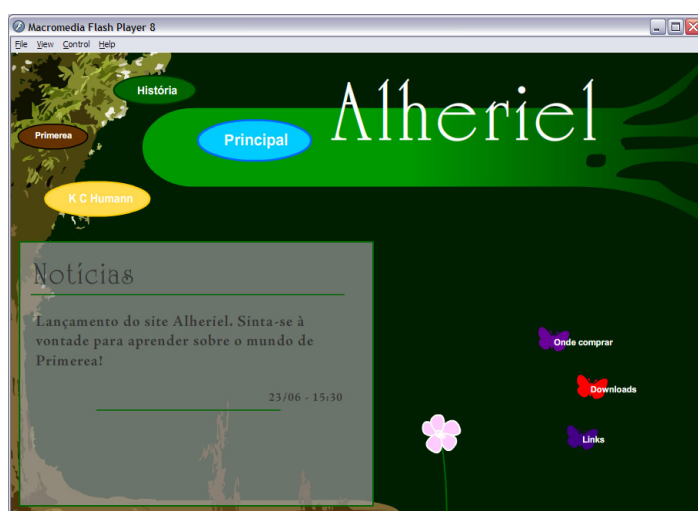 Macromedia Flash Player 8
File View Control Help
História
Alheriel
Primerea
Principal
K C Humann
Notícias
Lançamento do site Alheriel. Sinta-se à
vontade para aprender sobre o mundo de
Primerea!
23/06 - 15:30
Onde comprar
Downloads
Links